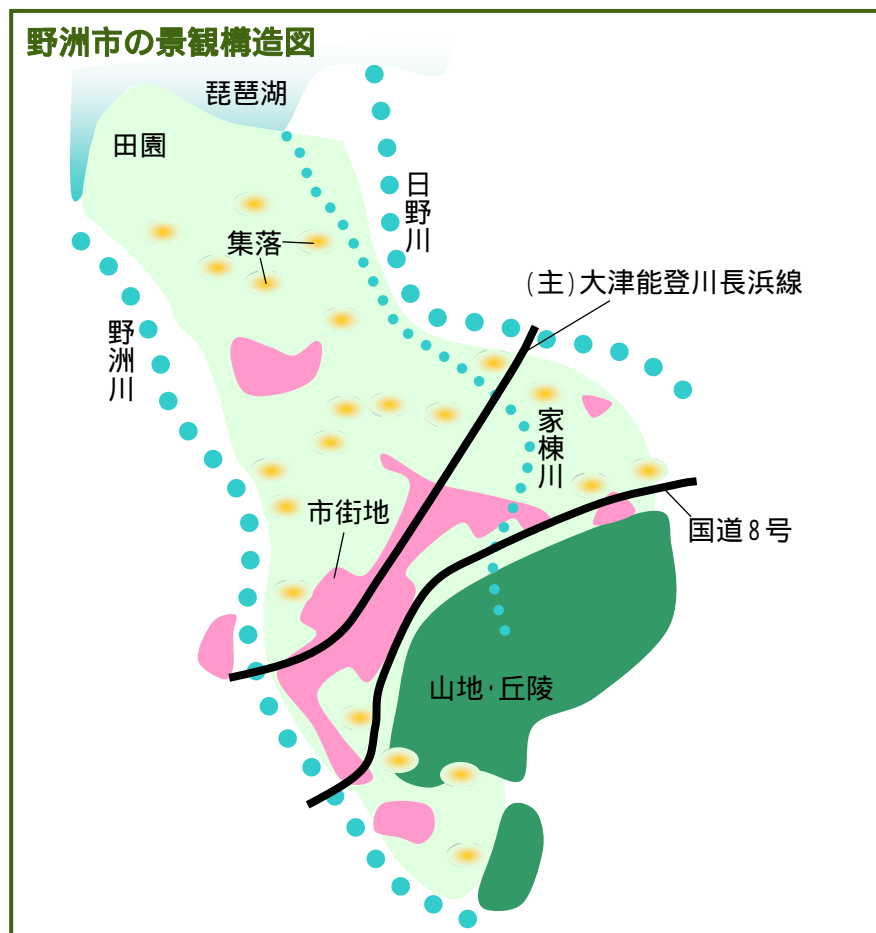 野洲市の景観構造図
琵琶湖
田園
日野川
集落
(主)大津能登川長浜線
野洲川
家棟川
市街地
国道8号
山地・丘陵